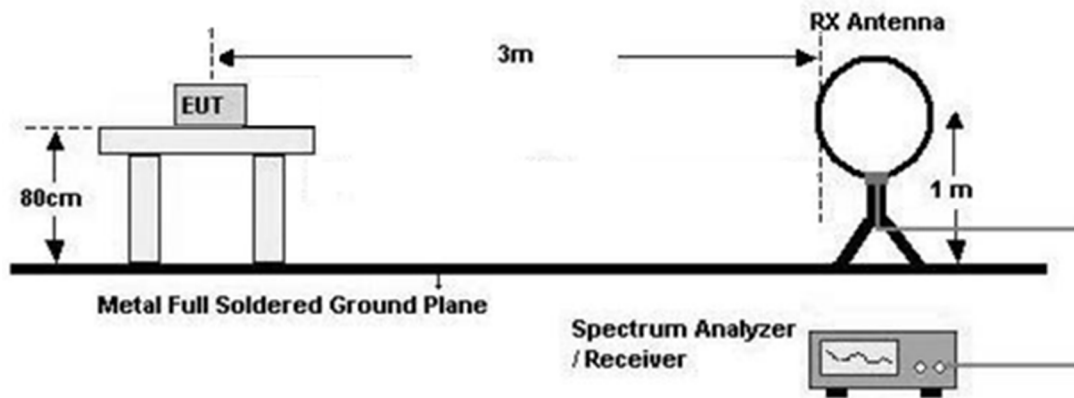 RX Antenna
3m
EUT
80cm
1 m
Metal Full Soldered Ground Plane
Spectrum Analyzer
/ Receiver